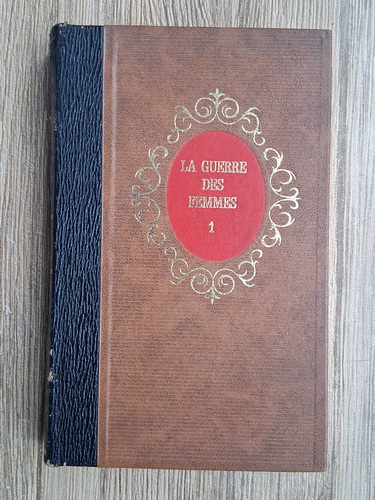 LA GUERRE
DES
FEMMES
1